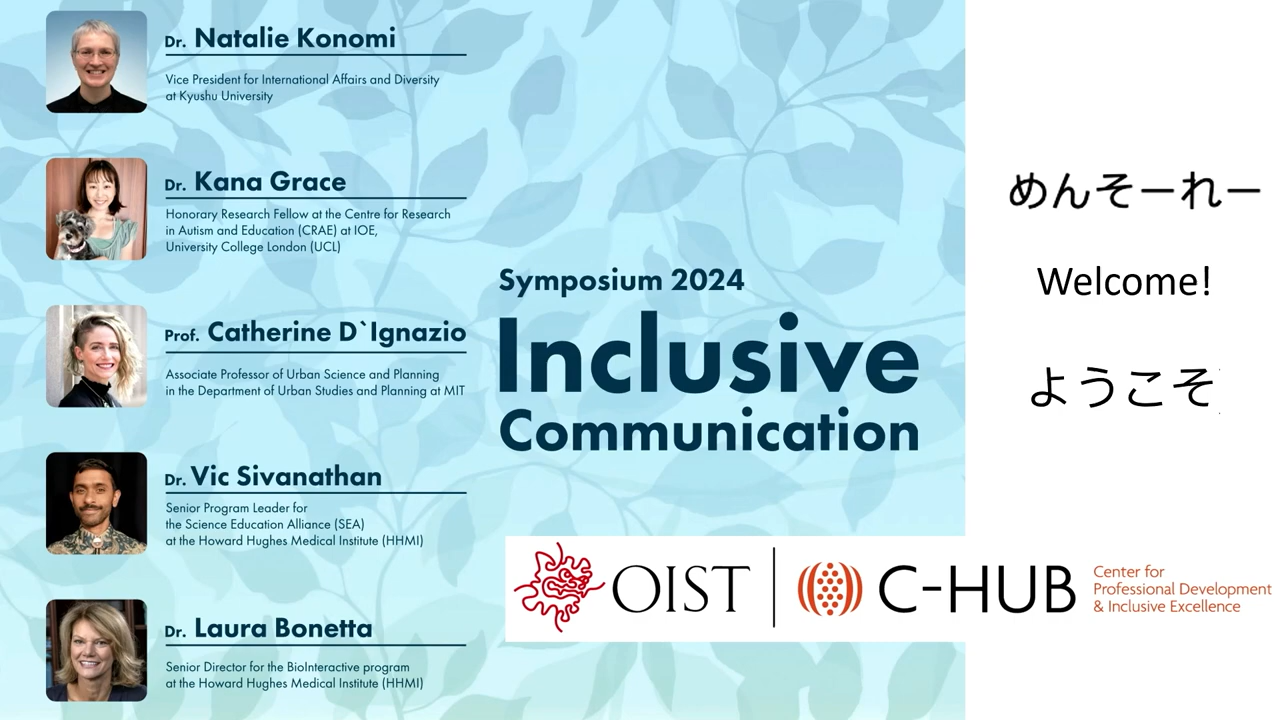 Dr. Natalie Konomi
Vice President for International Affairs and Diversity
at Kyushu University
Dr. Kana Grace
Honorary Research Fellow at the Centre for Research
in Autism and Education (CRAE) at IOE,
University College London (UCL)
Prof. Catherine D`Ignazio
Associate Professor of Urban Science and Planning
in the Department of Urban Studies and Planning at MIT
Dr. Vic Sivanathan
Senior Program Leader for
the Science Education Alliance (SEA)
at the Howard Hughes Medical Institute (HHMI)
Dr. Laura Bonetta
Senior Director for the BioInteractive program
at the Howard Hughes Medical Institute (HHMI)
Symposium 2024
Inclusive
Communication
OIST
C-HUB
Center for
Professional Development
& Inclusive Excellence
めんそーれー
Welcome!
ようこそ